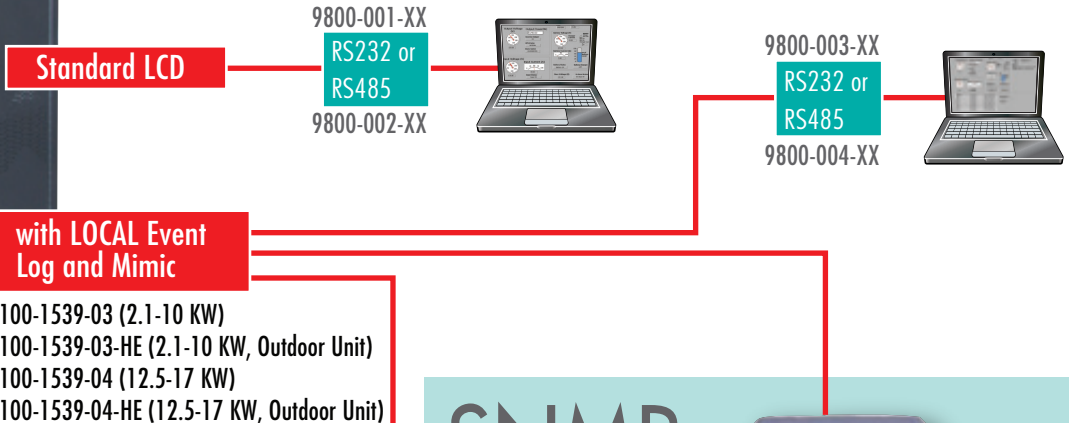 9800-001-XX
Standard LCD
RS232 or
RS485
9800-002-XX
9800-003-XX
RS232 or
RS485
9800-004-XX
with LOCAL Event
Log and Mimic
100-1539-03 (2.1-10 KW)
100-1539-03-HE (2.1-10 KW, Outdoor Unit)
100-1539-04 (12.5-17 KW)
100-1539-04-HE (12.5-17 KW, Outdoor Unit)
SNMP